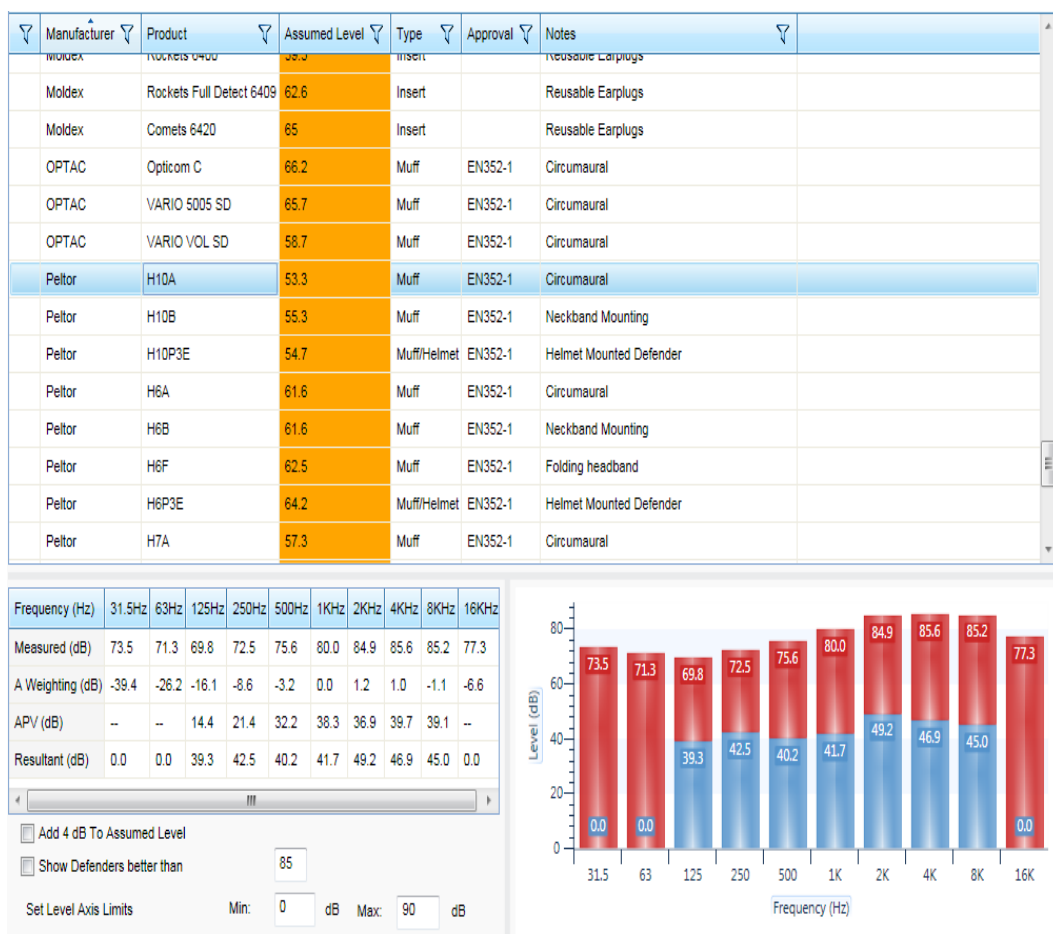 Manufacturer Product Assumed Level Type Approval Notes
Moldex Rockets 6400 59.5 Insert Reusable Earplugs
Moldex Rockets Full Detect 6409 62.6 Insert Reusable Earplugs
Moldex Comets 6420 65 Insert Reusable Earplugs
OPTAC Opticom C 66.2 Muff EN352-1 Circumaural
OPTAC VARIO 5005 SD 65.7 Muff EN352-1 Circumaural
OPTAC VARIO VOL SD 58.7 Muff EN352-1 Circumaural
Peltor H10A 53.3 Muff EN352-1 Circumaural
Peltor H10B 55.3 Muff EN352-1 Neckband Mounting
Peltor H10P3E 54.7 Muff/Helmet EN352-1 Helmet Mounted Defender
Peltor H6A 61.6 Muff EN352-1 Circumaural
Peltor H6B 61.6 Muff EN352-1 Neckband Mounting
Peltor H6F 62.5 Muff EN352-1 Folding headband
Peltor H6P3E 64.2 Muff/Helmet EN352-1 Helmet Mounted Defender
Peltor H7A 57.3 Muff EN352-1 Circumaural
Frequency (Hz) 31.5Hz 63Hz 125Hz 250Hz 500Hz 1KHz 2KHz 4KHz 8KHz 16KHz
Measured (dB) 73.5 71.3 69.8 72.5 75.6 80.0 84.9 85.6 85.2 77.3
A Weighting (dB) -39.4 -26.2 -16.1 -8.6 -3.2 0.0 1.2 1.0 -1.1 -6.6
APV (dB) -- -- 14.4 21.4 32.2 38.3 36.9 39.7 39.1 --
Resultant (dB) 0.0 0.0 39.3 42.5 40.2 41.7 49.2 46.9 45.0 0.0
Add 4 dB To Assumed Level
Show Defenders better than 85
Set Level Axis Limits Min: 0 dB Max: 90 dB
Level (dB)
80
60
40
20
0
73.5 71.3 69.8 72.5 75.6 80.0 84.9 85.6 85.2 77.3
0.0 0.0 39.3 42.5 40.2 41.7 49.2 46.9 45.0 0.0
31.5 63 125 250 500 1K 2K 4K 8K 16K
Frequency (Hz)